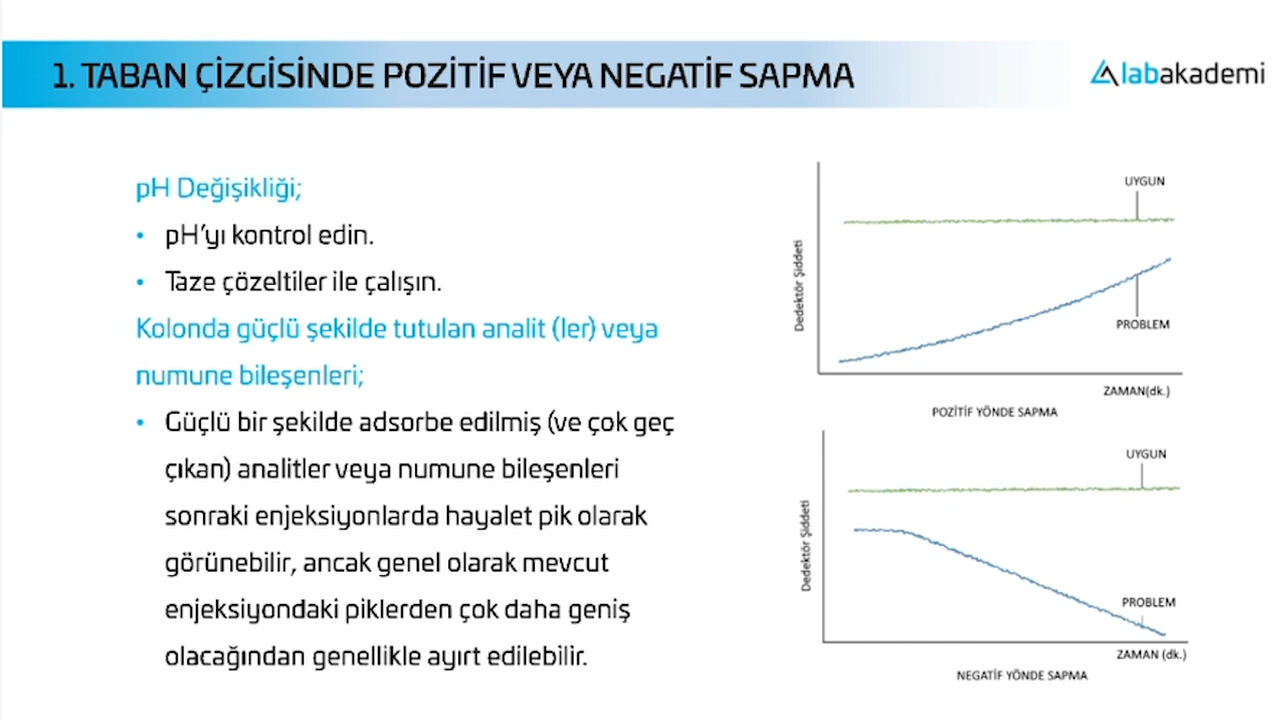 1. TABAN ÇİZGİSİNDE POZİTİF VEYA NEGATİF SAPMA
labakademi
pH Değişikliği;
• pH'yı kontrol edin.
• Taze çözeltiler ile çalışın.
Kolonda güçlü şekilde tutulan analit (ler) veya
numune bileşenleri;
• Güçlü bir şekilde adsorbe edilmiş (ve çok geç
çıkan) analitler veya numune bileşenleri
sonraki enjeksiyonlarda hayalet pik olarak
görünebilir, ancak genel olarak mevcut
enjeksiyondaki piklerden çok daha geniş
olacağından genellikle ayırt edilebilir.
UYGUN
Dedektör Şiddeti
PROBLEM
ZAMAN(dk.)
POZİTİF YÖNDE SAPMA
UYGUN
Dedektör Şiddeti
PROBLEM
ZAMAN (dk.)
NEGATİF YÖNDE SAPMA